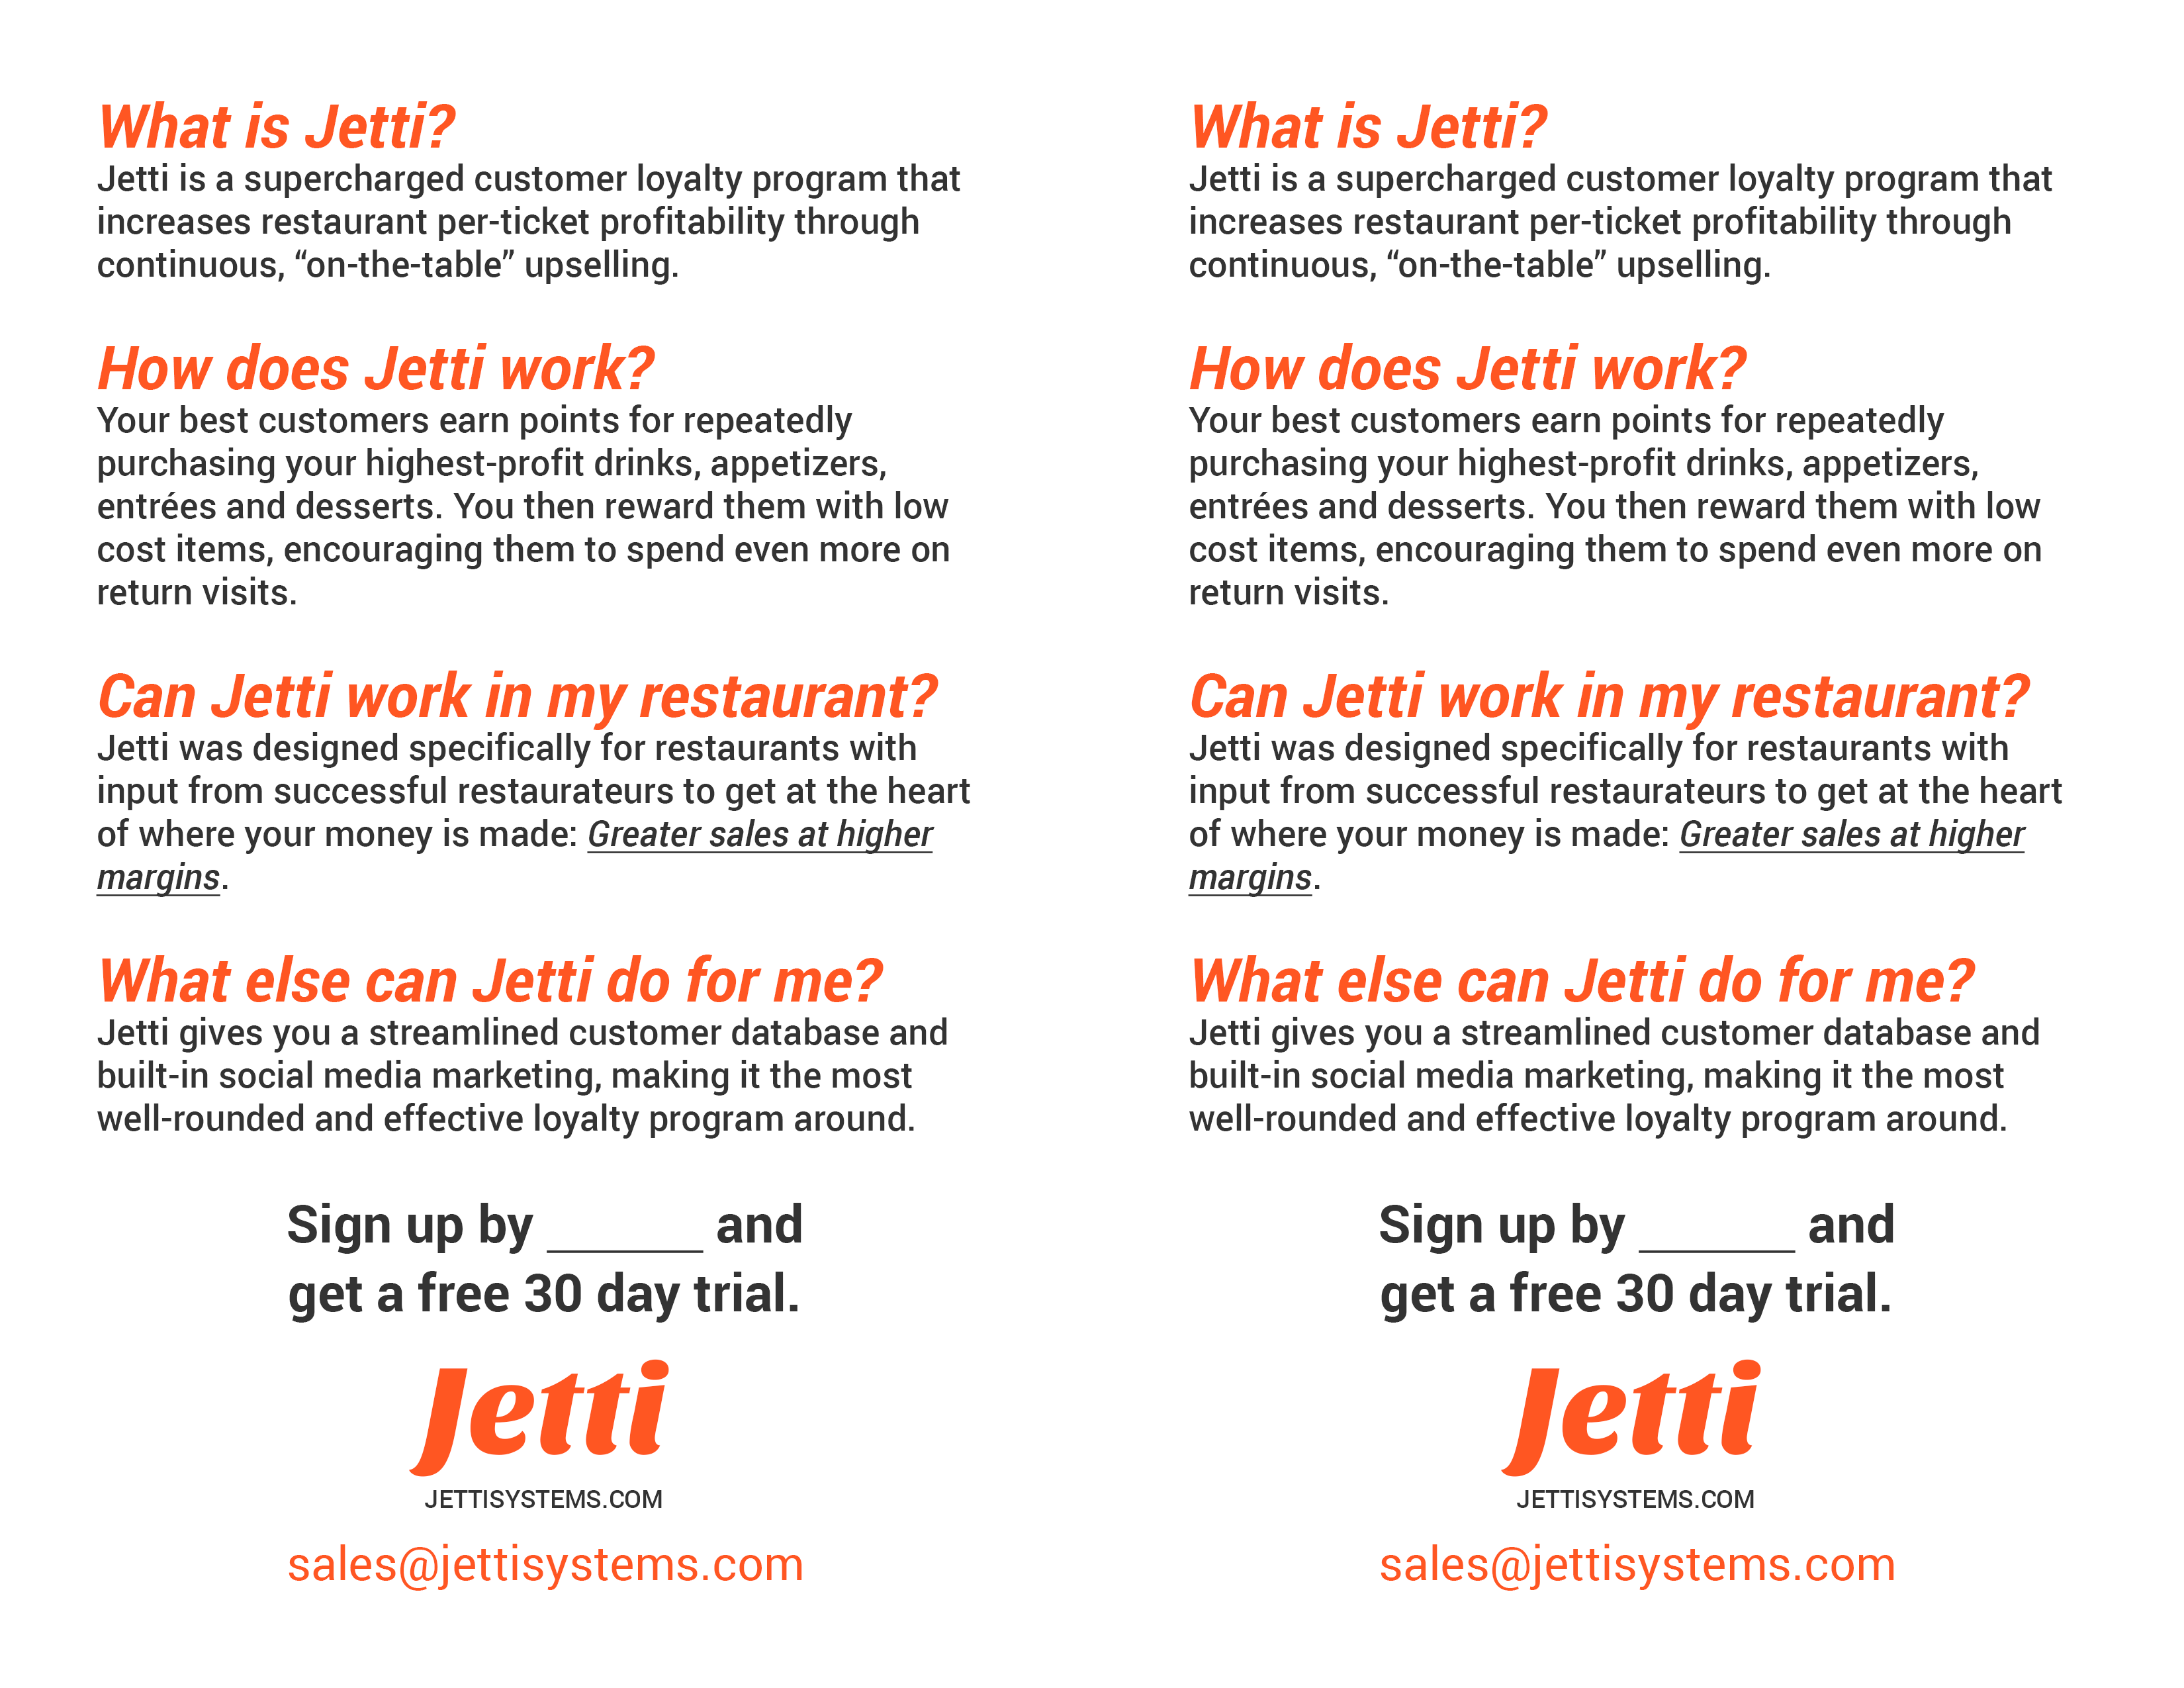 What is Jetti?
Jetti is a supercharged customer loyalty program that
increases restaurant per-ticket profitability through
continuous, “on-the-table” upselling.
How does Jetti work?
Your best customers earn points for repeatedly
purchasing your highest-profit drinks, appetizers,
entrées and desserts. You then reward them with low
cost items, encouraging them to spend even more on
return visits.
Can Jetti work in my restaurant?
Jetti was designed specifically for restaurants with
input from successful restaurateurs to get at the heart
of where your money is made: Greater sales at higher
margins.
What else can Jetti do for me?
Jetti gives you a streamlined customer database and
built-in social media marketing, making it the most
well-rounded and effective loyalty program around.
Sign up by ______ and
get a free 30 day trial.
Jetti
JETTISYSTEMS.COM
sales@jettisystems.com
What is Jetti?
Jetti is a supercharged customer loyalty program that
increases restaurant per-ticket profitability through
continuous, “on-the-table” upselling.
How does Jetti work?
Your best customers earn points for repeatedly
purchasing your highest-profit drinks, appetizers,
entrées and desserts. You then reward them with low
cost items, encouraging them to spend even more on
return visits.
Can Jetti work in my restaurant?
Jetti was designed specifically for restaurants with
input from successful restaurateurs to get at the heart
of where your money is made: Greater sales at higher
margins.
What else can Jetti do for me?
Jetti gives you a streamlined customer database and
built-in social media marketing, making it the most
well-rounded and effective loyalty program around.
Sign up by ______ and
get a free 30 day trial.
Jetti
JETTISYSTEMS.COM
sales@jettisystems.com